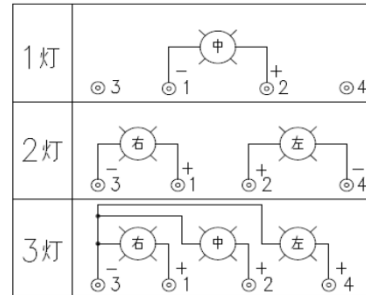 1灯
中
− +
3 1 2 4
2灯
右 左
− + + −
3 1 2 4
3灯
右 中 左
− + + +
3 1 2 4